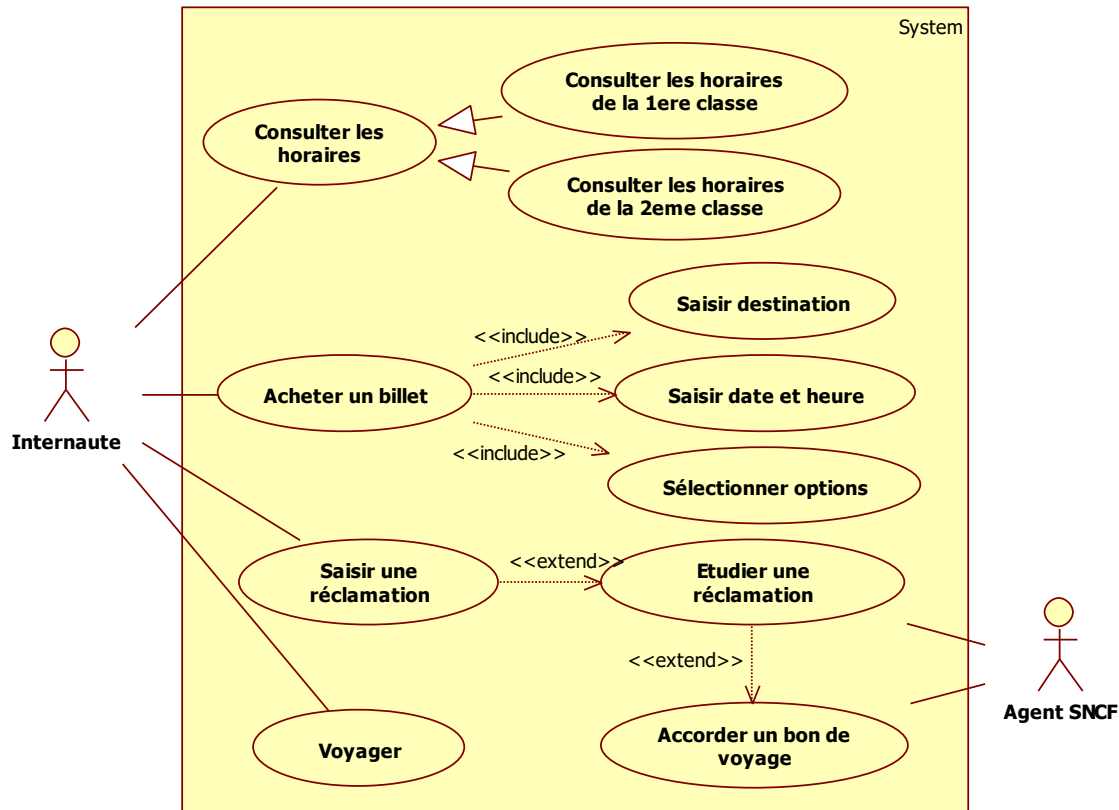 System
Consulter les horaires
de la 1ere classe
Consulter les
horaires
Consulter les horaires
de la 2eme classe
Saisir destination
<<include>>
<<include>>
Acheter un billet
Saisir date et heure
Internaute
<<include>>
Sélectionner options
Saisir une
réclamation
<<extend>>
Etudier une
réclamation
<<extend>>
Agent SNCF
Voyager
Accorder un bon de
voyage